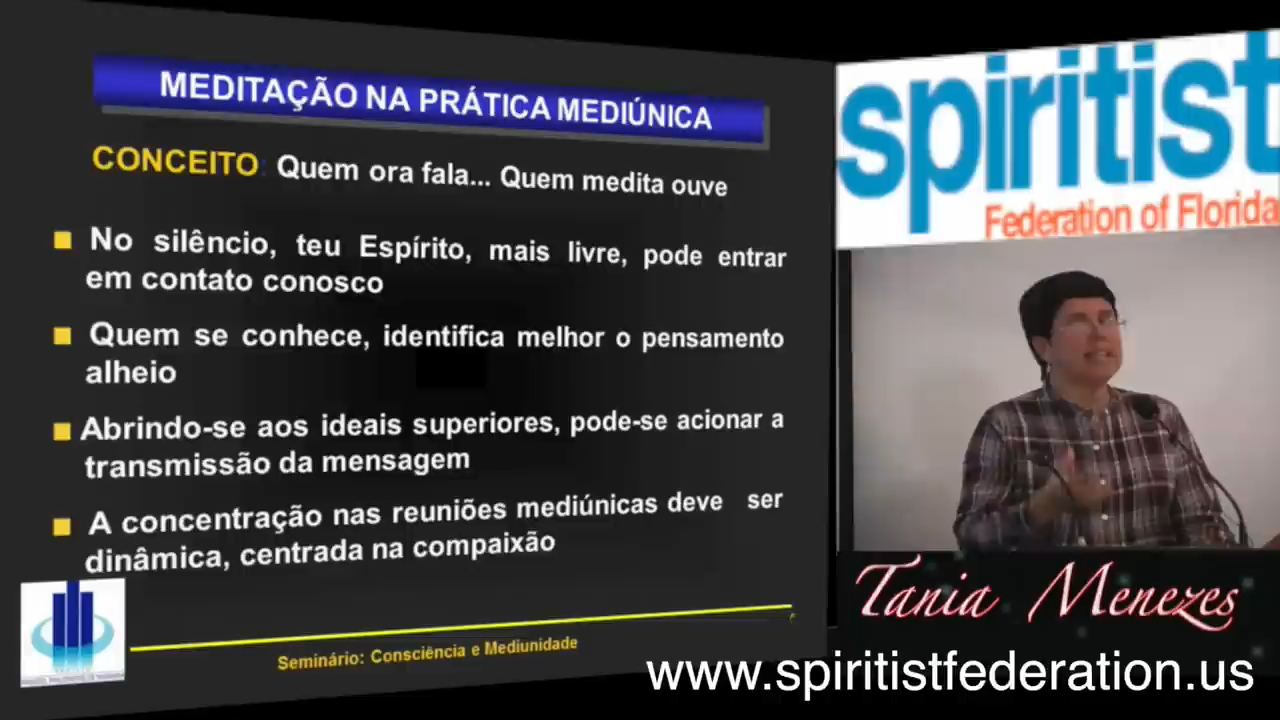 MEDITAÇÃO NA PRÁTICA MEDIÚNICA
CONCEITO: Quem ora fala... Quem medita ouve
No silêncio, teu Espírito, mais livre, pode entrar
em contato conosco
Quem se conhece, identifica melhor o pensamento
alheio
Abrindo-se aos ideais superiores, pode-se acionar a
transmissão da mensagem
A concentração nas reuniões mediúnicas deve ser
dinâmica, centrada na compaixão
Seminário: Consciência e Mediunidade
spiritist
Federation of Florida
Tania Menezes
www.spiritistfederation.us